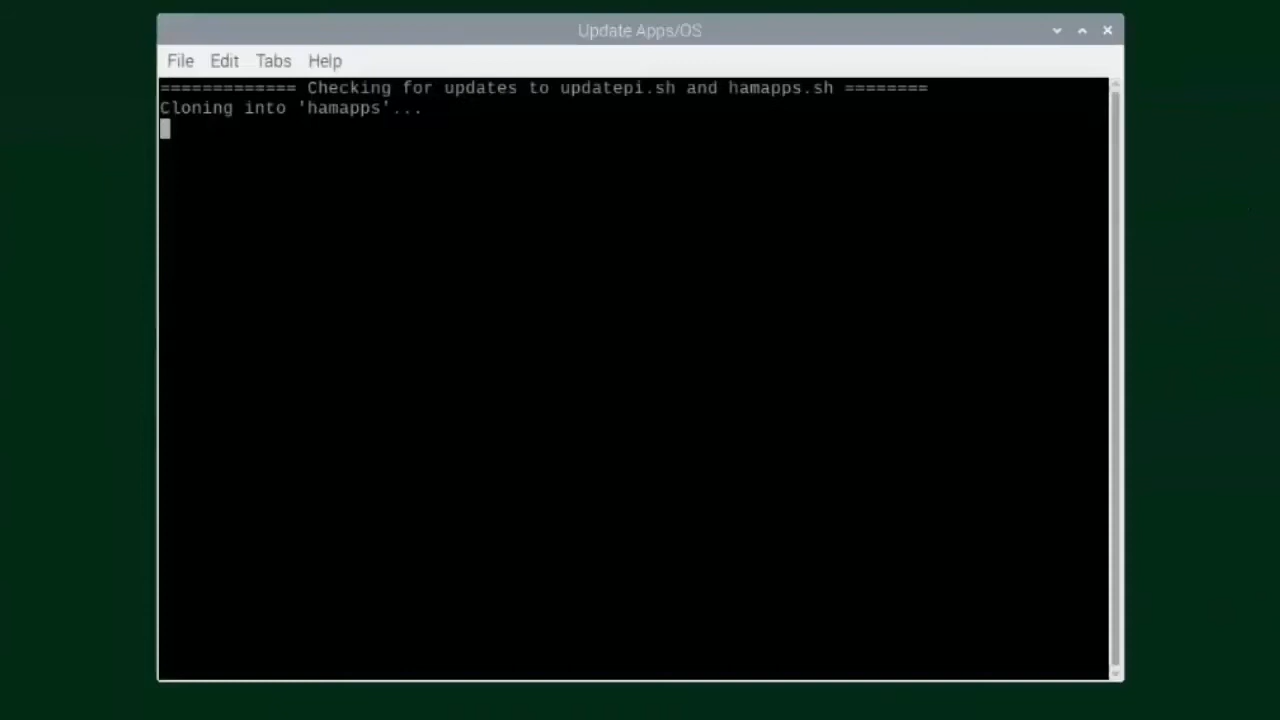 Update Apps/OS
File Edit Tabs Help
============= Checking for updates to updatepi.sh and hamapps.sh ========
Cloning into 'hamapps'...